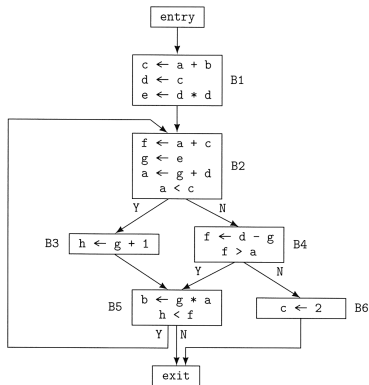 entry
c ← a + b
d ← c
e ← d * d
B1
f ← a + c
g ← e
a ← g + d
a < c
B2
Y
N
B3
h ← g + 1
f ← d - g
f > a
B4
Y
N
B5
b ← g * a
h < f
c ← 2
B6
Y
N
exit